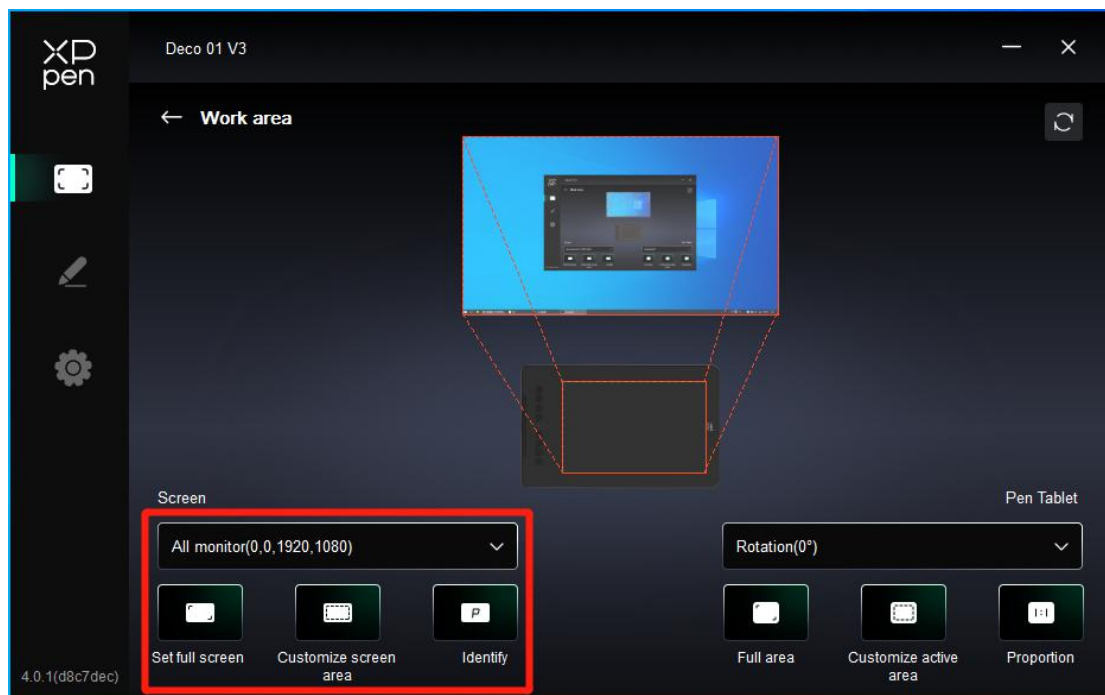 XP
pen
Deco 01 V3
Work area
Screen
Pen Tablet
All monitor(0,0,1920,1080)
Rotation(0°)
Set full screen
Customize screen
area
Identify
Full area
Customize active
area
Proportion
4.0.1(d8c7dec)